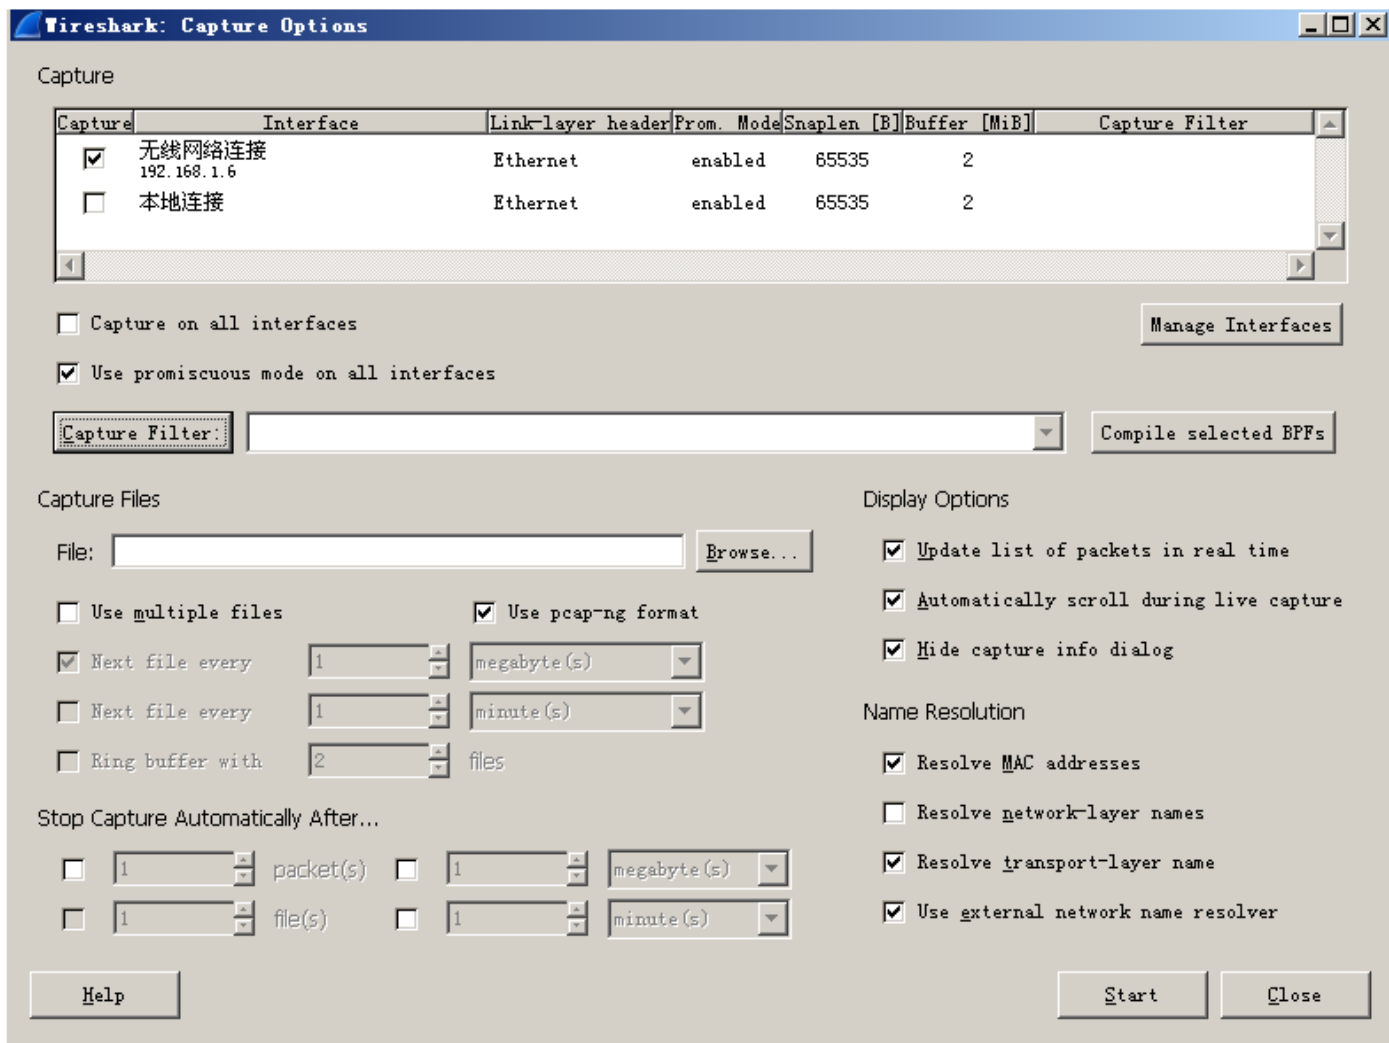 Wireshark: Capture Options
Capture
Capture Interface Link-layer header Prom. Mode Snaplen [B] Buffer [MiB] Capture Filter
无线网络连接
192.168.1.6 Ethernet enabled 65535 2
本地连接 Ethernet enabled 65535 2
Capture on all interfaces Manage Interfaces
Use promiscuous mode on all interfaces
Capture Filter: Compile selected BPFs
Capture Files
File: Browse...
Use multiple files Use pcap-ng format
Next file every 1 megabyte(s)
Next file every 1 minute(s)
Ring buffer with 2 files
Stop Capture Automatically After...
1 packet(s) 1 megabyte(s)
1 file(s) 1 minute(s)
Display Options
Update list of packets in real time
Automatically scroll during live capture
Hide capture info dialog
Name Resolution
Resolve MAC addresses
Resolve network-layer names
Resolve transport-layer name
Use external network name resolver
Help Start Close